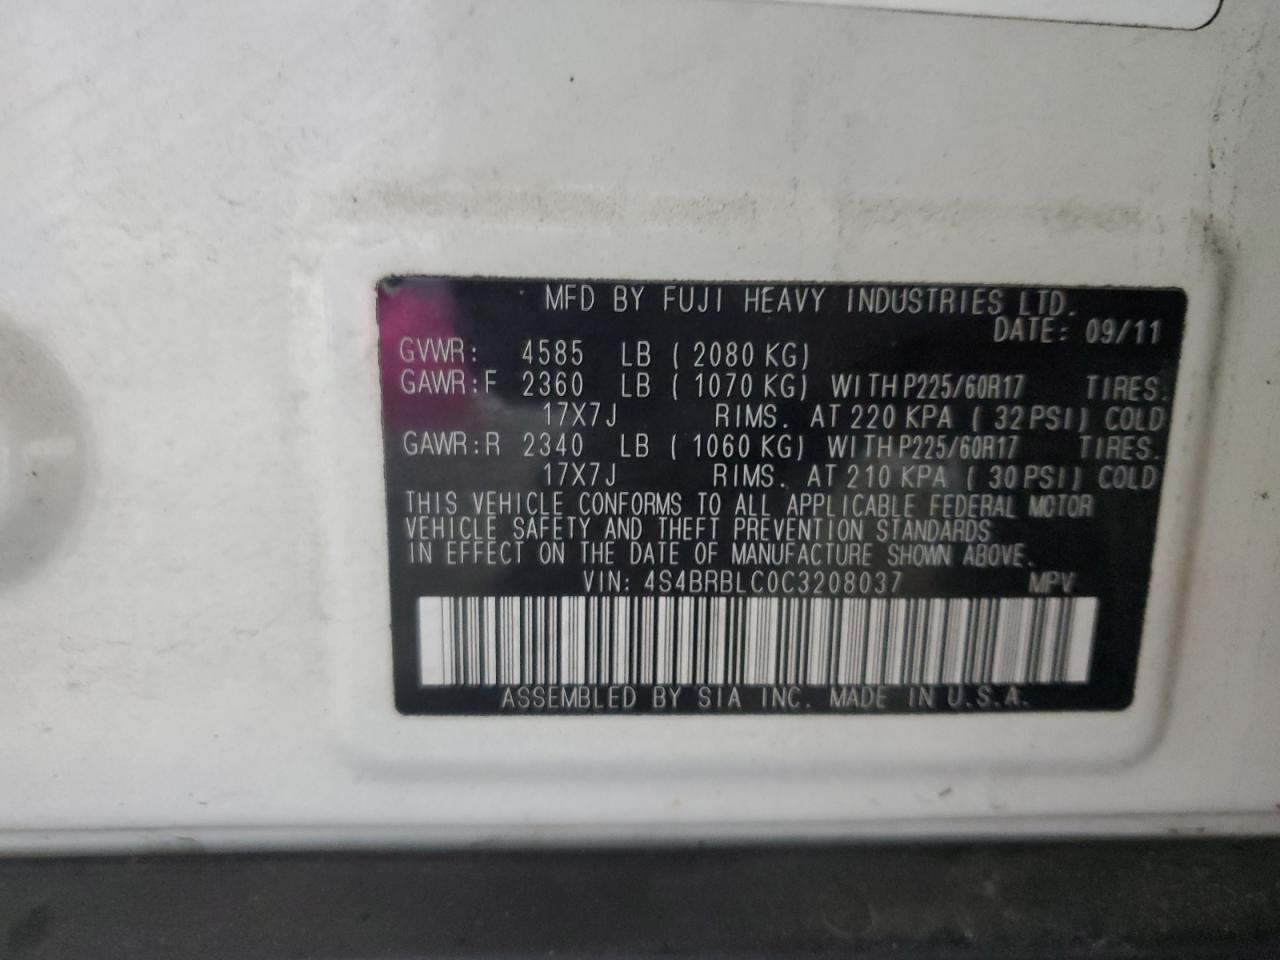 MFD BY FUJI HEAVY INDUSTRIES LTD.
DATE: 09/11
GVWR: 4585 LB ( 2080 KG)
GAWR:F 2360 LB ( 1070 KG) WITH P225/60R17 TIRES.
17X7J RIMS. AT 220 KPA ( 32 PSI) COLD
GAWR:R 2340 LB ( 1060 KG) WITH P225/60R17 TIRES.
17X7J RIMS. AT 210 KPA ( 30 PSI) COLD
THIS VEHICLE CONFORMS TO ALL APPLICABLE FEDERAL MOTOR
VEHICLE SAFETY AND THEFT PREVENTION STANDARDS
IN EFFECT ON THE DATE OF MANUFACTURE SHOWN ABOVE.
VIN: 4S4BRBLC0C3208037 MPV
ASSEMBLED BY SIA INC. MADE IN U.S.A.